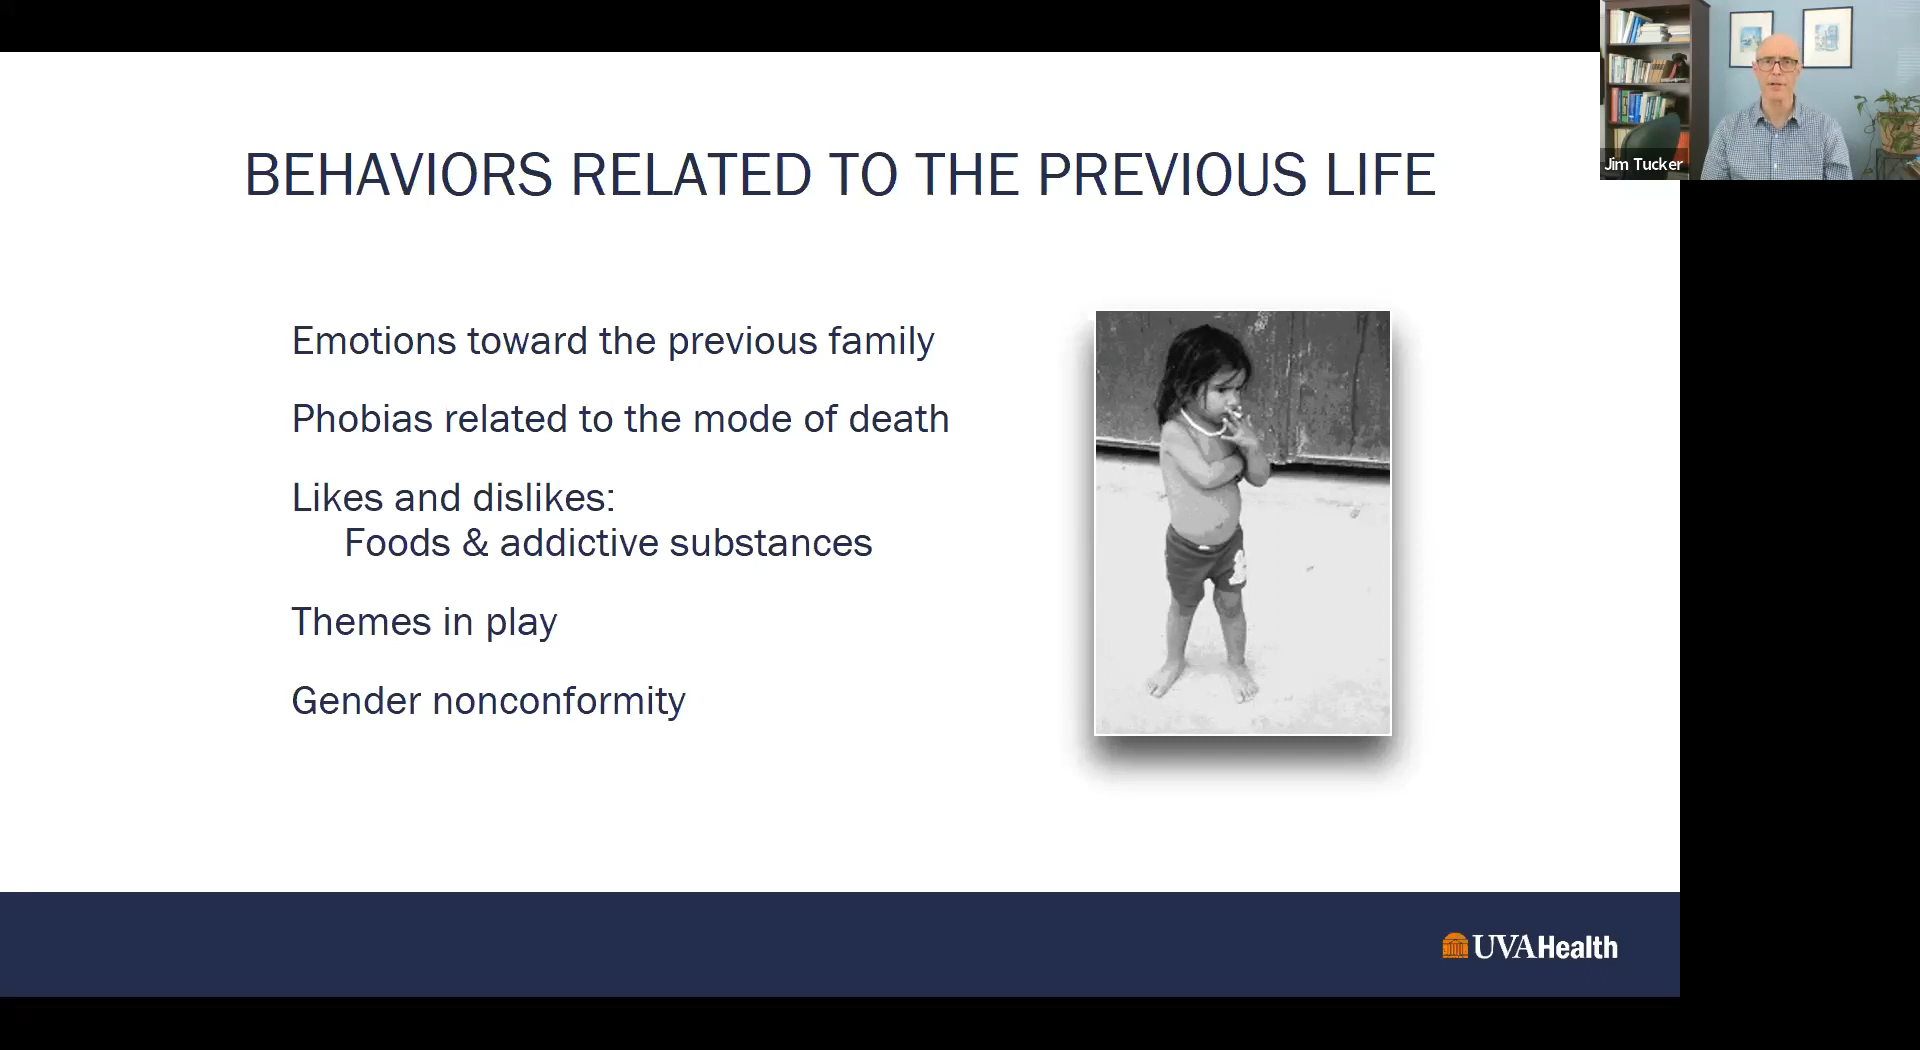 BEHAVIORS RELATED TO THE PREVIOUS LIFE
Jim Tucker
Emotions toward the previous family
Phobias related to the mode of death
Likes and dislikes:
Foods & addictive substances
Themes in play
Gender nonconformity
UVAHealth